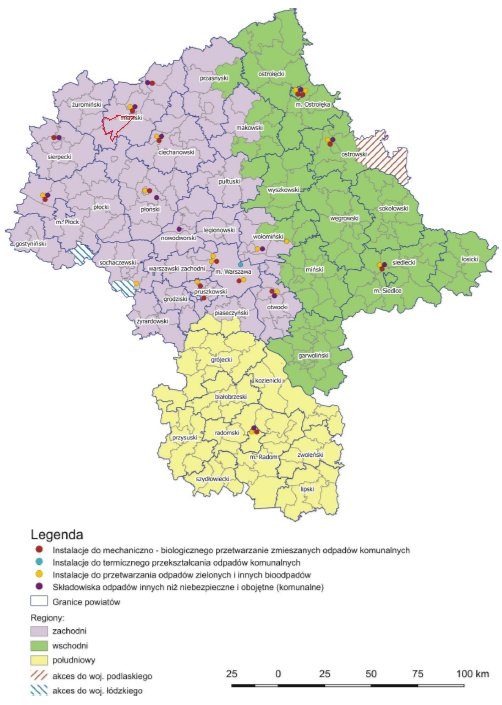 ostrołęcki
przasnyski
żuromiński
m. Ostrołęka
makowski
ciechanowski
ostrowski
sierpecki
pułtuski
wyszkowski
płocki
płoński
sokołowski
węgrowski
m. Płock
legionowski
wołomiński
nowodworski
gostyniński
siedlecki
łosicki
sochaczewski
warszawski zachodni
m. Warszawa
miński
m. Siedlce
pruszkowski
grodziski
otwocki
piaseczyński
żyrardowski
garwoliński
grójecki
kozienicki
białobrzeski
radomski
przysuski
m. Radom
zwoleński
szydłowiecki
lipski
Legenda
Instalacje do mechaniczno - biologicznego przetwarzanie zmieszanych odpadów komunalnych
Instalacje do termicznego przekształcania odpadów komunalnych
Instalacje do przetwarzania odpadów zielonych i innych bioodpadów
Składowiska odpadów innych niż niebezpieczne i obojętne (komunalne)
Granice powiatów
Regiony:
zachodni
wschodni
południowy
akces do woj. podlaskiego
akces do woj. łódzkiego
25 0 25 50 75 100 km